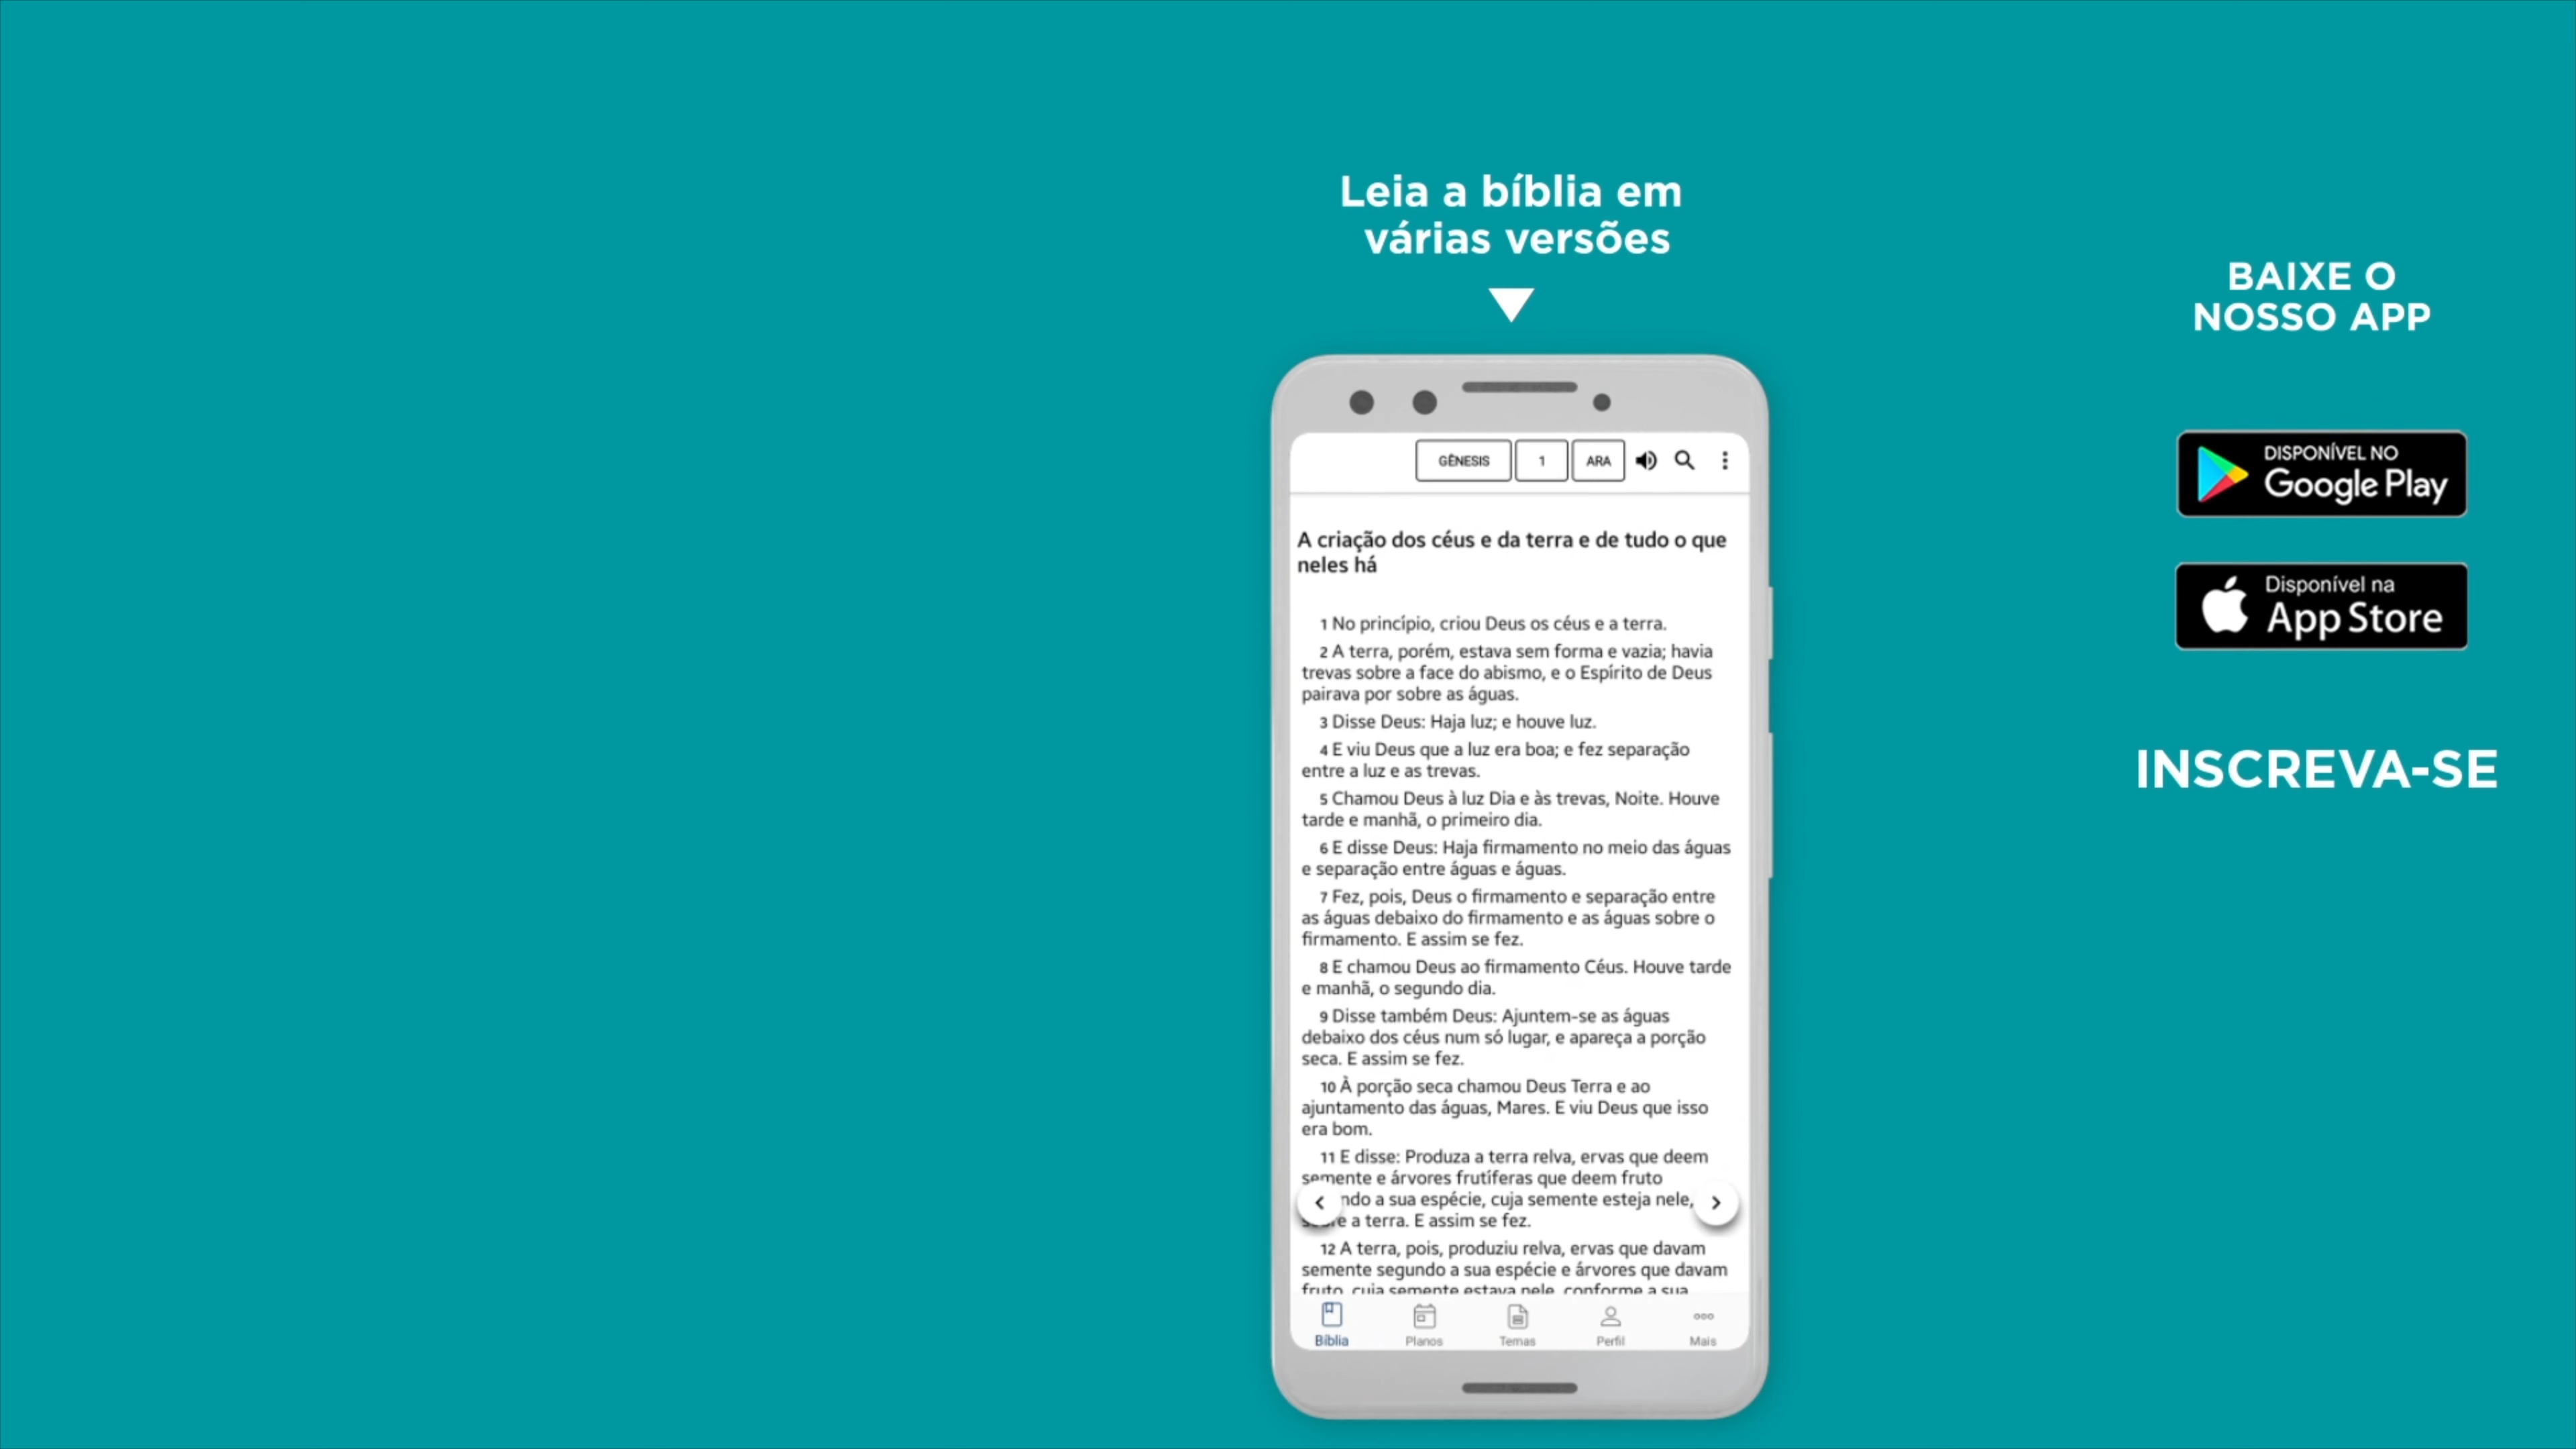 Leia a bíblia em
várias versões
GÊNESIS 1 ARA
A criação dos céus e da terra e de tudo o que
neles há
1 No princípio, criou Deus os céus e a terra.
2 A terra, porém, estava sem forma e vazia; havia
trevas sobre a face do abismo, e o Espírito de Deus
pairava por sobre as águas.
3 Disse Deus: Haja luz; e houve luz.
4 E viu Deus que a luz era boa; e fez separação
entre a luz e as trevas.
5 Chamou Deus à luz Dia e às trevas, Noite. Houve
tarde e manhã, o primeiro dia.
6 E disse Deus: Haja firmamento no meio das águas
e separação entre águas e águas.
7 Fez, pois, Deus o firmamento e separação entre
as águas debaixo do firmamento e as águas sobre o
firmamento. E assim se fez.
8 E chamou Deus ao firmamento Céus. Houve tarde
e manhã, o segundo dia.
9 Disse também Deus: Ajuntem-se as águas
debaixo dos céus num só lugar, e apareça a porção
seca. E assim se fez.
10 À porção seca chamou Deus Terra e ao
ajuntamento das águas, Mares. E viu Deus que isso
era bom.
11 E disse: Produza a terra relva, ervas que deem
semente e árvores frutíferas que deem fruto
a sua espécie, cuja semente esteja nele,
a terra. E assim se fez.
12 A terra, pois, produziu relva, ervas que davam
semente segundo a sua espécie e árvores que davam
fruto, cuja semente estava nele, conforme a sua
Bíblia Planos Temas Perfil Mais
BAIXE O
NOSSO APP
DISPONÍVEL NO
Google Play
Disponível na
App Store
INSCREVA-SE